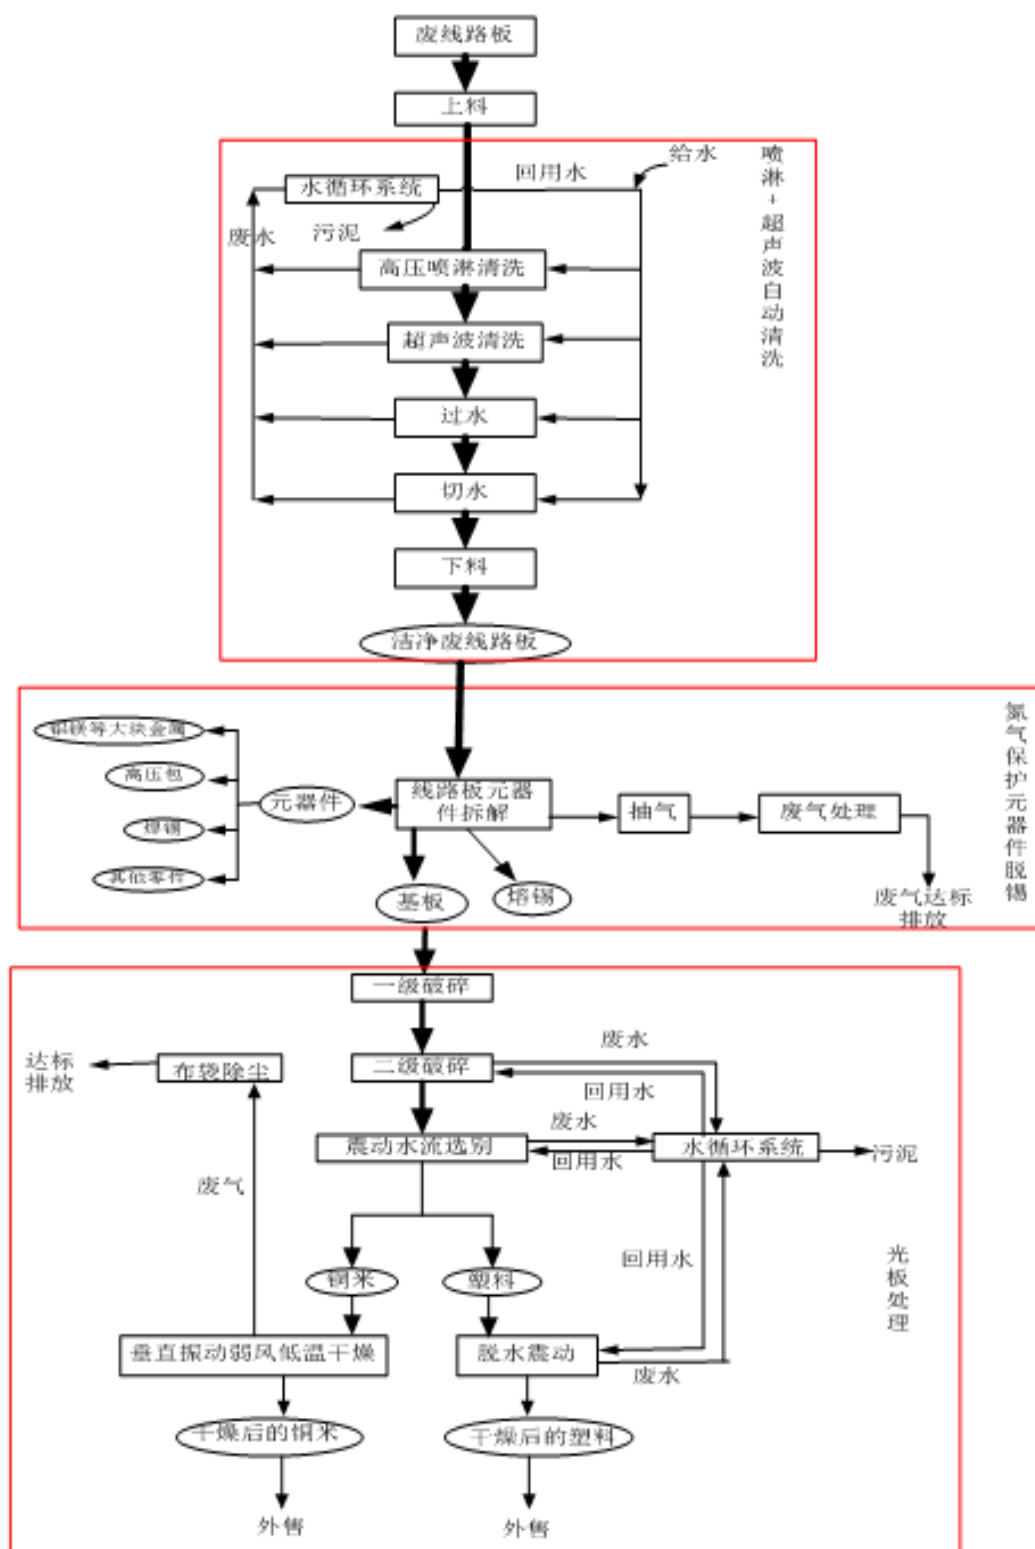 废线路板
上料
给水
回用水
水循环系统
污泥
废水
喷淋+超声波自动清洗
高压喷淋清洗
超声波清洗
过水
切水
下料
洁净废线路板
氮气保护元器件脱锡
铝镁等大块金属
高压包
焊锡
其他零件
元器件
线路板元器
件拆解
抽气
废气处理
基板
熔锡
废气达标
排放
一级破碎
二级破碎
废水
回用水
达标
排放
布袋除尘
震动水流选别
废水
回用水
水循环系统
污泥
废气
回用水
光板处理
铜米
塑料
垂直振动弱风低温干燥
脱水震动
废水
干燥后的铜米
干燥后的塑料
外售
外售